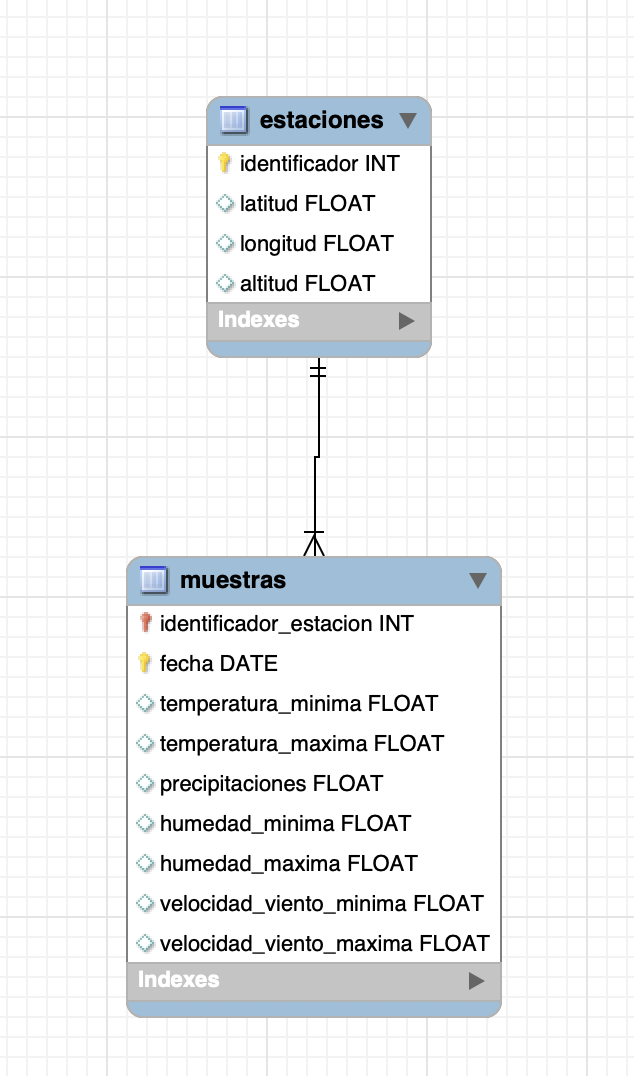 estaciones
identificador INT
latitud FLOAT
longitud FLOAT
altitud FLOAT
Indexes
muestras
identificador_estacion INT
fecha DATE
temperatura_minima FLOAT
temperatura_maxima FLOAT
precipitaciones FLOAT
humedad_minima FLOAT
humedad_maxima FLOAT
velocidad_viento_minima FLOAT
velocidad_viento_maxima FLOAT
Indexes